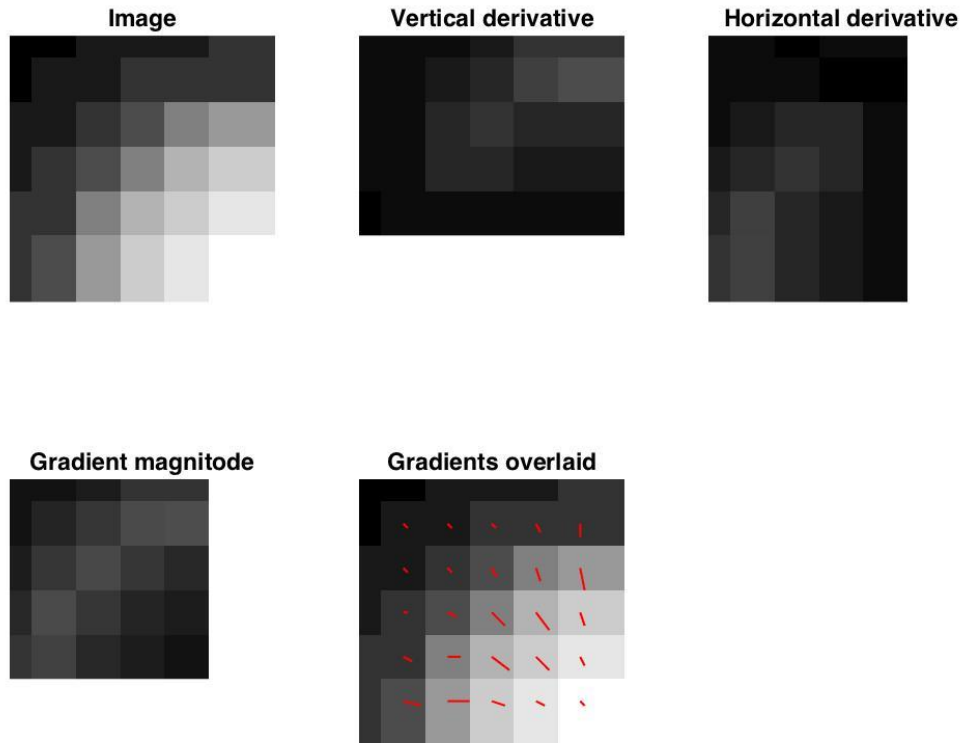 Image
Vertical derivative
Horizontal derivative
Gradient magnitode
Gradients overlaid